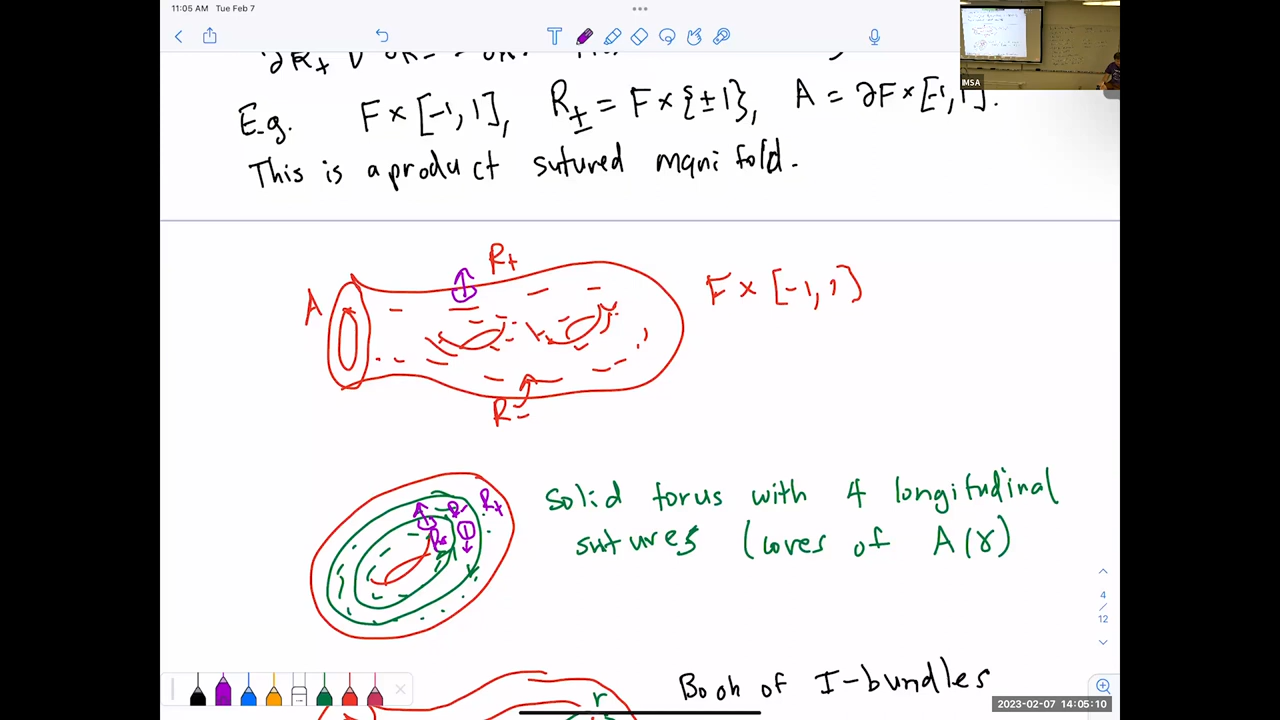 11:05 AM Tue Feb 7
E.g. F × [-1, 1], R± = F × {±1}, A = ∂F × [-1, 1].
This is a product sutured manifold.
R+
A
F × [-1, 1]
R-
Solid torus with 4 longitudinal
sutures (cores of A(γ)
R+
R-
Book of I-bundles
r
4
/
12
IMSA
2023-02-07 14:05:10